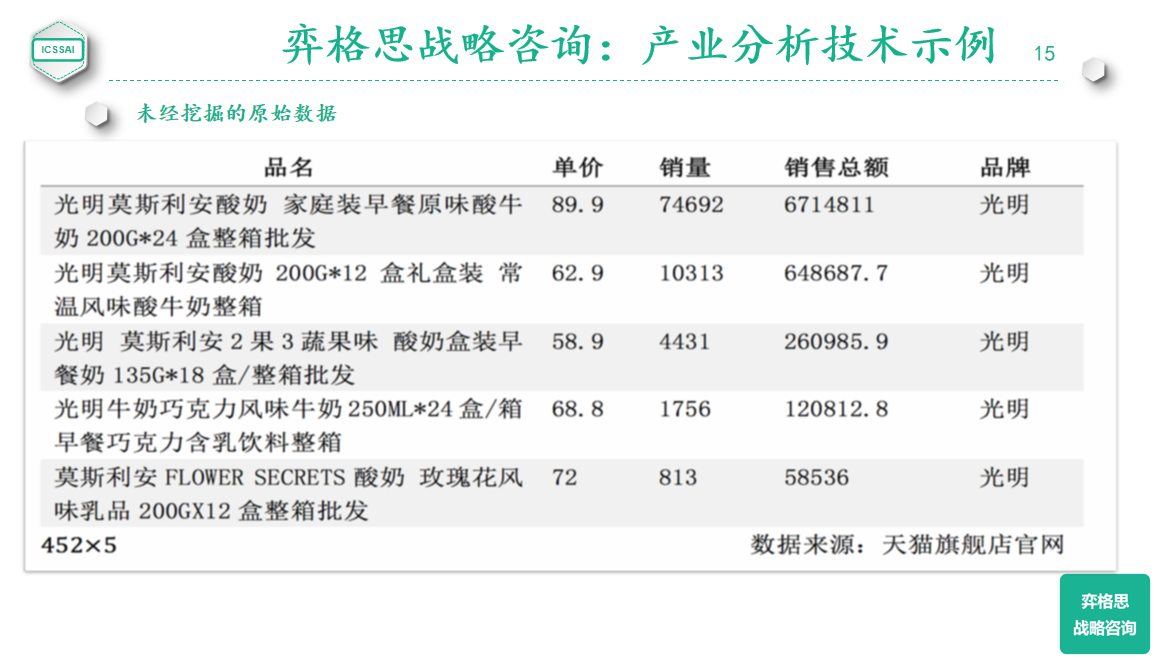 ICSSAI
弈格思战略咨询：产业分析技术示例
15
未经挖掘的原始数据
品名 单价 销量 销售总额 品牌
光明莫斯利安酸奶 家庭装早餐原味酸牛 89.9 74692 6714811 光明
奶 200G*24 盒整箱批发
光明莫斯利安酸奶 200G*12 盒礼盒装 常 62.9 10313 648687.7 光明
温风味酸牛奶整箱
光明 莫斯利安 2 果 3 蔬果味 酸奶盒装早 58.9 4431 260985.9 光明
餐奶 135G*18 盒/整箱批发
光明牛奶巧克力风味牛奶 250ML*24 盒/箱 68.8 1756 120812.8 光明
早餐巧克力含乳饮料整箱
莫斯利安 FLOWER SECRETS 酸奶 玫瑰花风 72 813 58536 光明
味乳品 200GX12 盒整箱批发
452×5 数据来源：天猫旗舰店官网
弈格思
战略咨询